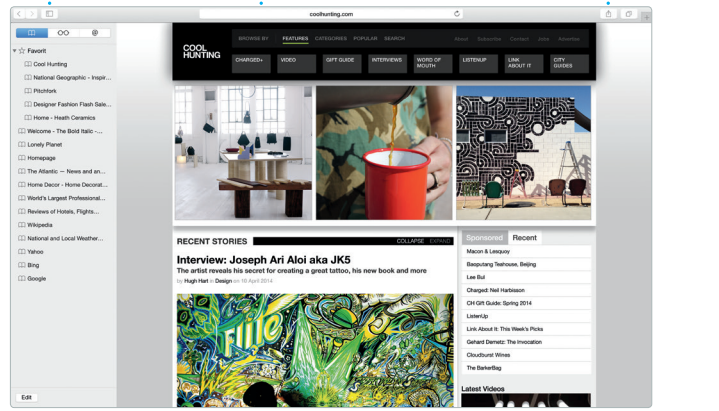 coolhunting.com
Favorit
Cool Hunting
National Geographic - Inspir...
Pitchfork
Designer Fashion Flash Sale...
Home - Heath Ceramics
Welcome - The Bold Italic -...
Lonely Planet
Homepage
The Atlantic — News and an...
Home Decor - Home Decorat...
World's Largest Professional...
Reviews of Hotels, Flights...
Wikipedia
National and Local Weather...
Yahoo
Bing
Google
Edit
COOL
HUNTING
BROWSE BY FEATURES CATEGORIES POPULAR SEARCH
About Subscribe Contact Jobs Advertise
CHARGED+ VIDEO GIFT GUIDE INTERVIEWS WORD OF MOUTH LISTENUP LINK ABOUT IT CITY GUIDES
RECENT STORIES COLLAPSE EXPAND
Interview: Joseph Ari Aloi aka JK5
The artist reveals his secret for creating a great tattoo, his new book and more
by Hugh Hart in Design on 10 April 2014
Flite
Sponsored Recent
Macon & Lesquoy
Baoputang Teahouse, Beijing
Lee Bul
Charged: Neil Harbisson
CH Gift Guide: Spring 2014
ListenUp
Link About It: This Week's Picks
Gehard Demetz: The Invocation
Cloudburst Wines
The BarkerBag
Latest Videos